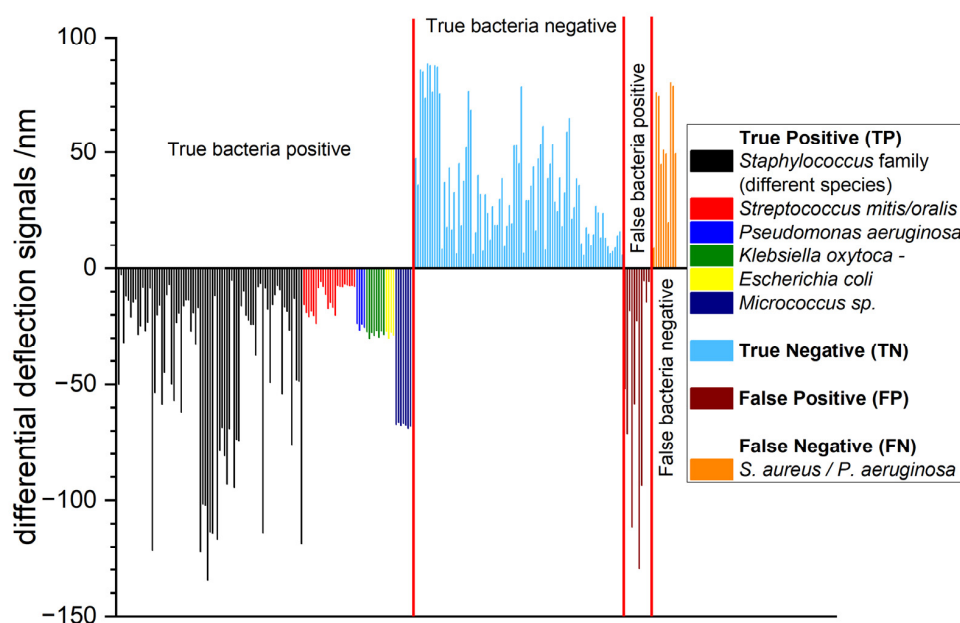 True bacteria negative
100
50
0
−50
−100
−150
differential deflection signals /nm
True bacteria positive
False bacteria positive
False bacteria negative
True Positive (TP)
Staphylococcus family
(different species)
Streptococcus mitis/oralis
Pseudomonas aeruginosa
Klebsiella oxytoca -
Escherichia coli
Micrococcus sp.
True Negative (TN)
False Positive (FP)
False Negative (FN)
S. aureus / P. aeruginosa